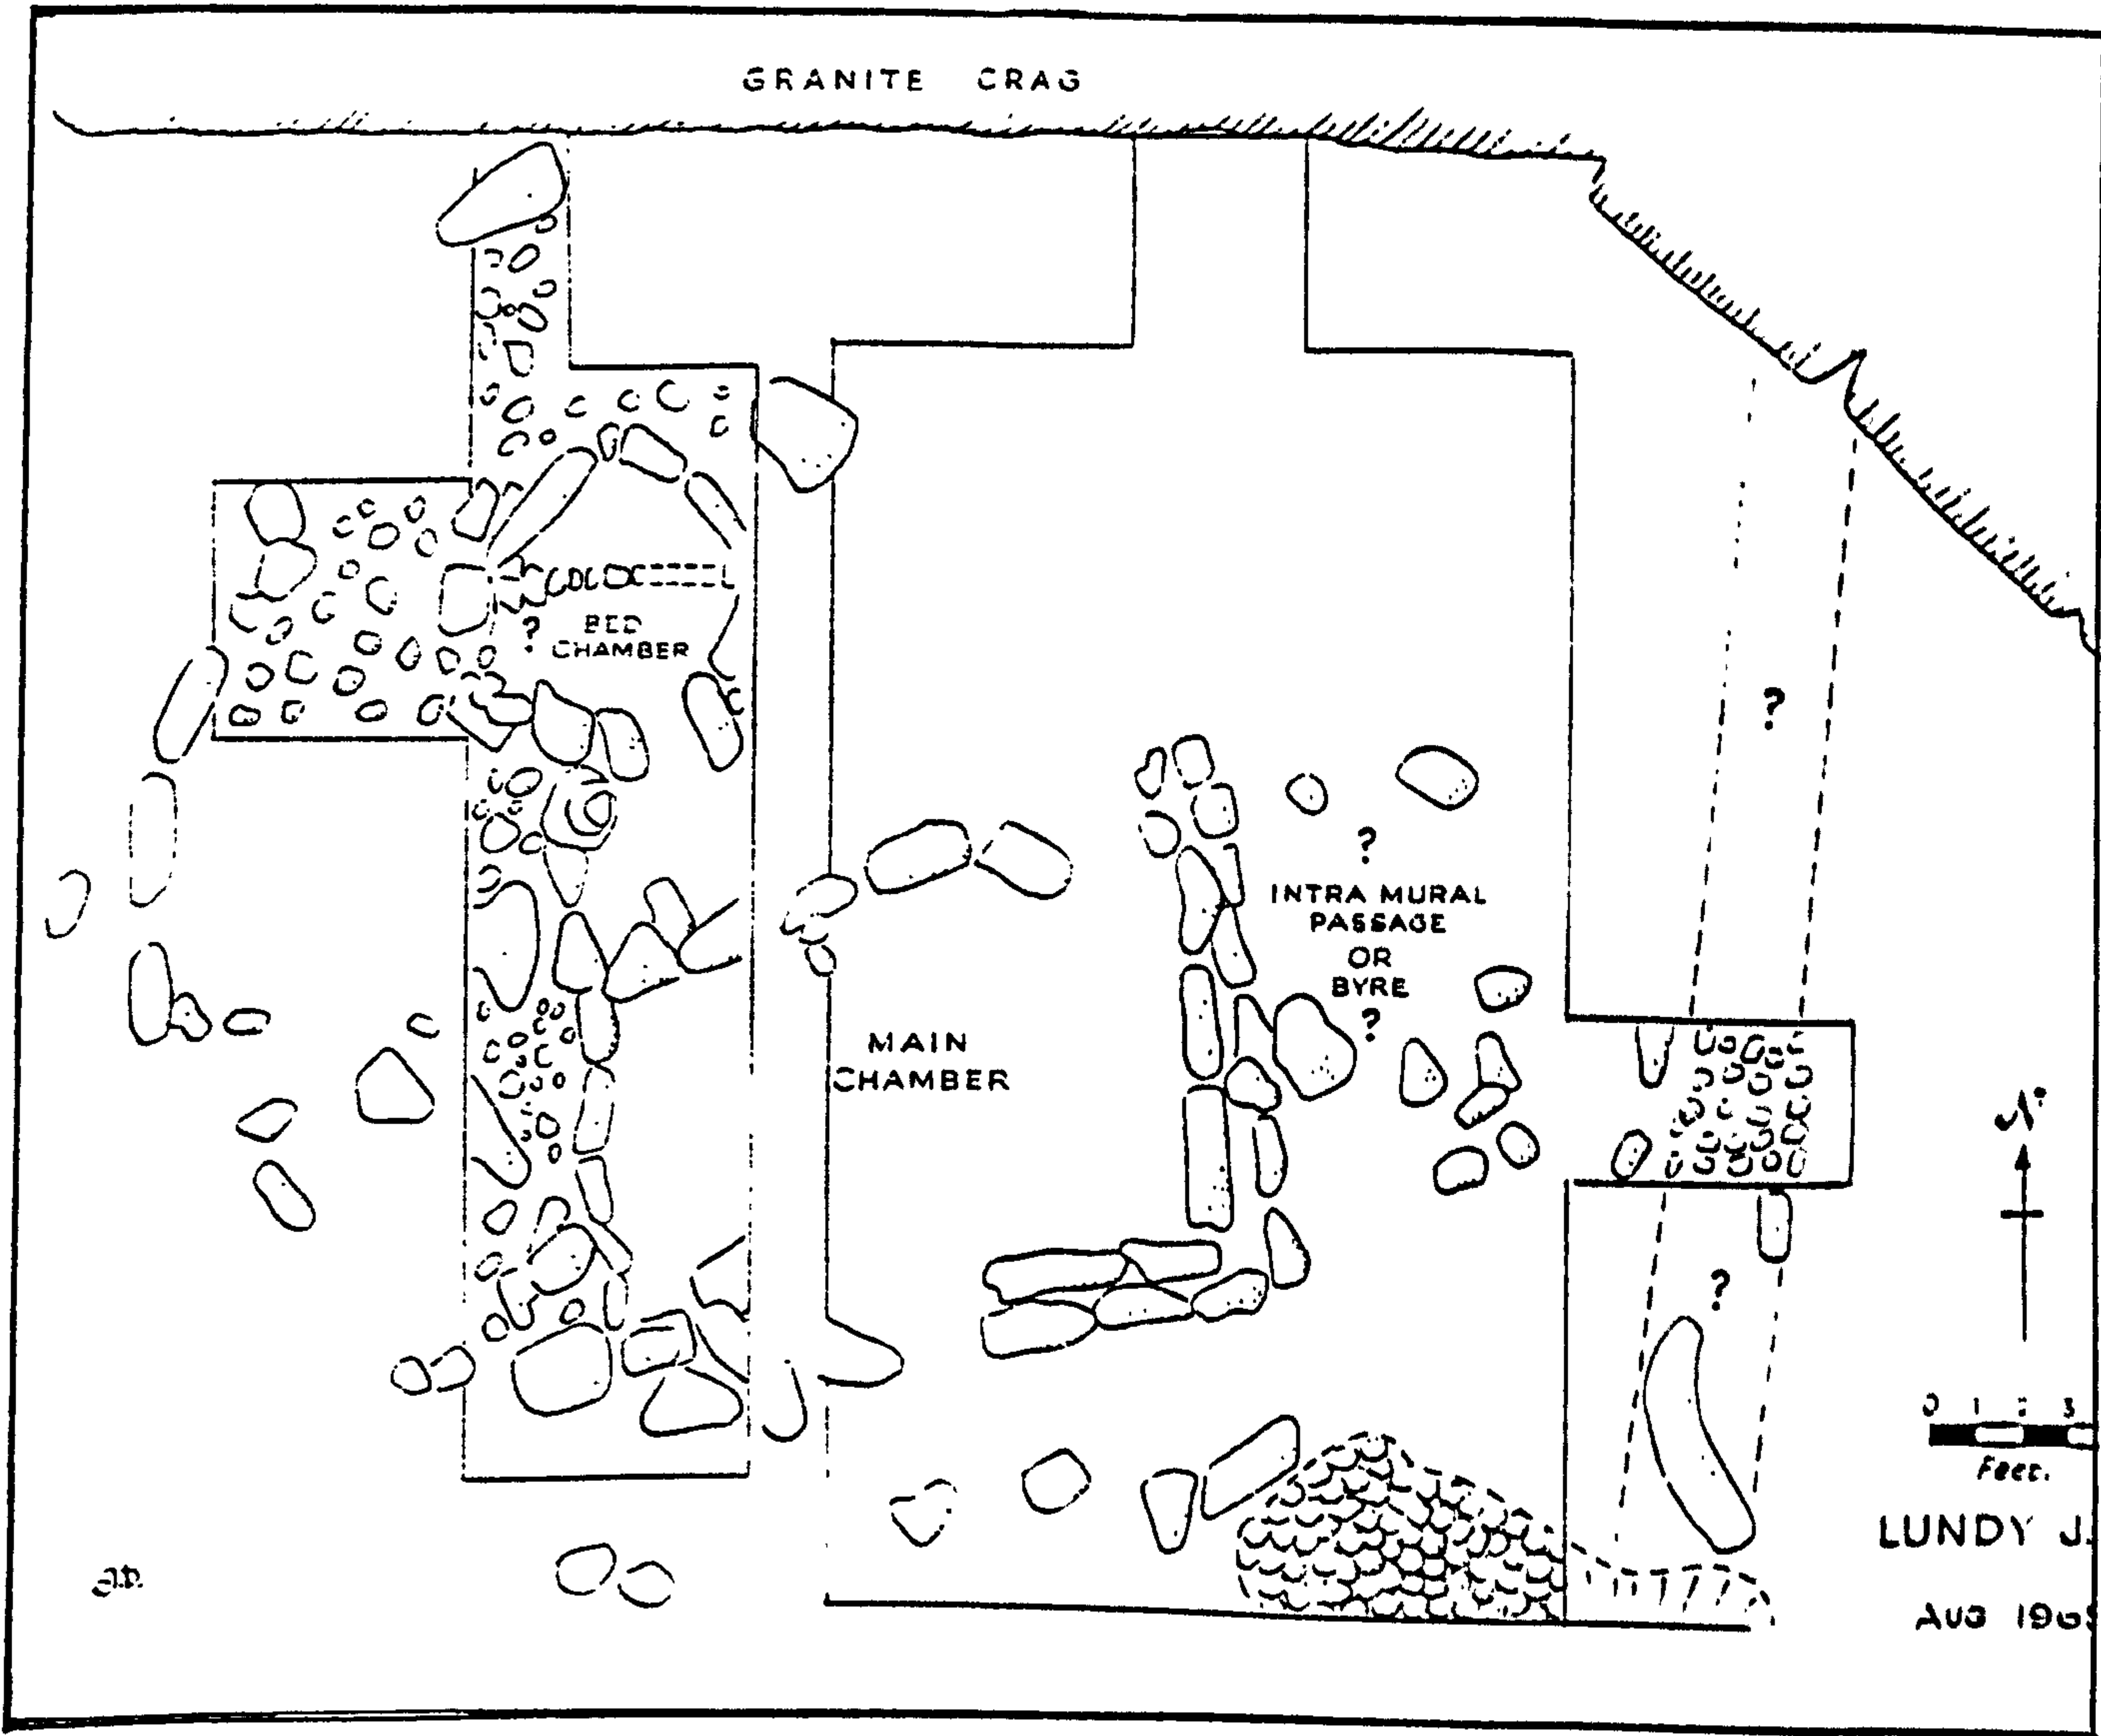 GRANITE CRAG
? BED
CHAMBER
?
?
INTRA MURAL
PASSAGE
OR
BYRE
?
MAIN
CHAMBER
N
?
0 1 2 3
Feet.
LUNDY J.
AUG